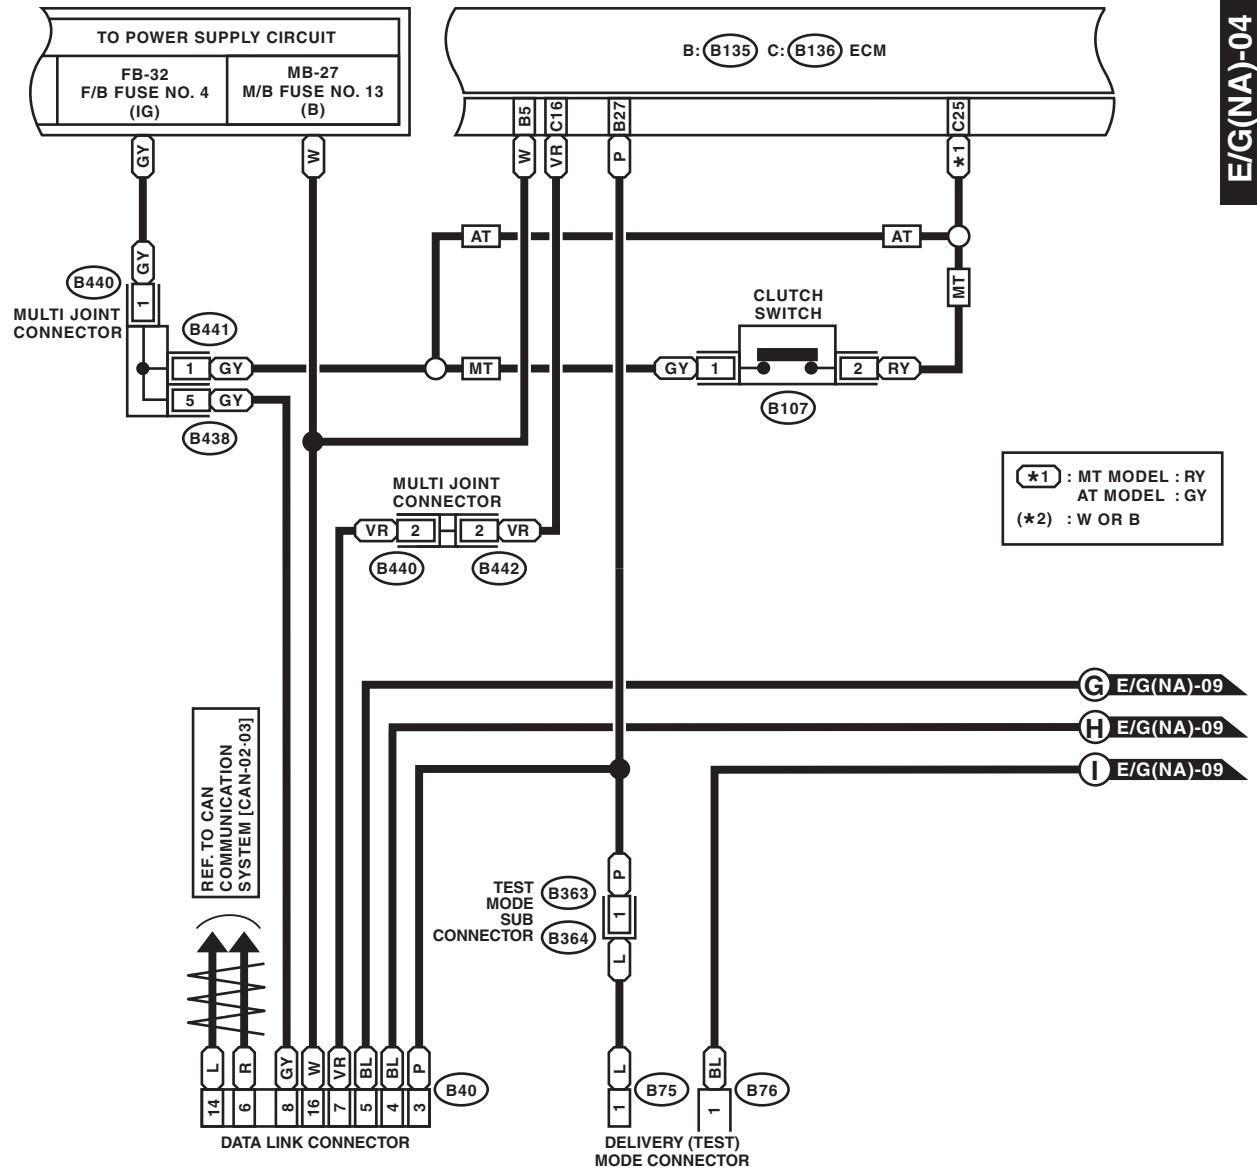 E/G(NA)-04
TO POWER SUPPLY CIRCUIT
FB-32
F/B FUSE NO. 4
(IG)
MB-27
M/B FUSE NO. 13
(B)
B: B135 C: B136 ECM
B5
C16
B27
C25
GY
W
W
VR
P
*1
AT
AT
GY
B440
1
MULTI JOINT
CONNECTOR
MT
CLUTCH
SWITCH
B441
1 GY
MT
GY 1
2 RY
5 GY
B107
B438
*1 : MT MODEL : RY
AT MODEL : GY
(*2) : W OR B
MULTI JOINT
CONNECTOR
VR 2
2 VR
B440
B442
G E/G(NA)-09
H E/G(NA)-09
I E/G(NA)-09
REF. TO CAN
COMMUNICATION
SYSTEM [CAN-02·03]
P
TEST
MODE
SUB
CONNECTOR
B363
1
B364
L
L
R
GY
W
VR
BL
BL
P
L
BL
14
6
8
16
7
5
4
3
B40
1
B75
1
B76
DATA LINK CONNECTOR
DELIVERY (TEST)
MODE CONNECTOR